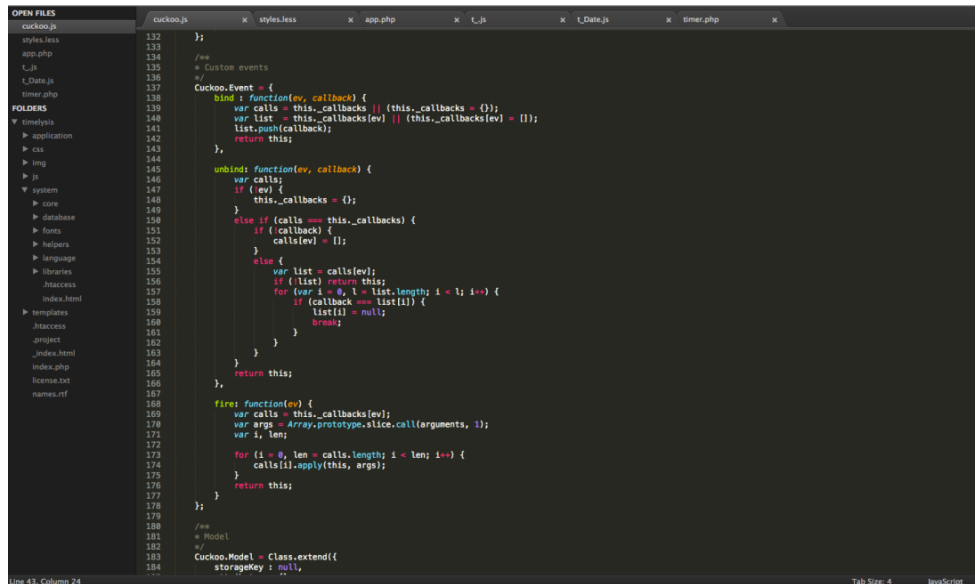 OPEN FILES
cuckoo.js
styles.less
app.php
t_.js
t_Date.js
timer.php
FOLDERS
timelysis
application
css
img
js
system
core
database
fonts
helpers
language
libraries
.htaccess
index.html
templates
.htaccess
.project
_index.html
index.php
license.txt
names.rtf
cuckoo.js × styles.less × app.php × t_.js × t_Date.js × timer.php ×
132 };
133
134 /**
135 * Custom events
136 */
137 Cuckoo.Event = {
138 bind : function(ev, callback) {
139 var calls = this._callbacks || (this._callbacks = {});
140 var list = this._callbacks[ev] || (this._callbacks[ev] = []);
141 list.push(callback);
142 return this;
143 },
144
145 unbind: function(ev, callback) {
146 var calls;
147 if (!ev) {
148 this._callbacks = {};
149 }
150 else if (calls === this._callbacks) {
151 if (!callback) {
152 calls[ev] = [];
153 }
154 else {
155 var list = calls[ev];
156 if (!list) return this;
157 for (var i = 0, l = list.length; i < l; i++) {
158 if (callback === list[i]) {
159 list[i] = null;
160 break;
161 }
162 }
163 }
164 }
165 return this;
166 },
167
168 fire: function(ev) {
169 var calls = this._callbacks[ev];
170 var args = Array.prototype.slice.call(arguments, 1);
171 var i, len;
172
173 for (i = 0, len = calls.length; i < len; i++) {
174 calls[i].apply(this, args);
175 }
176 return this;
177 }
178 };
179
180 /**
181 * Model
182 */
183 Cuckoo.Model = Class.extend({
184 storageKey : null,
Line 43, Column 24
Tab Size: 4 JavaScript